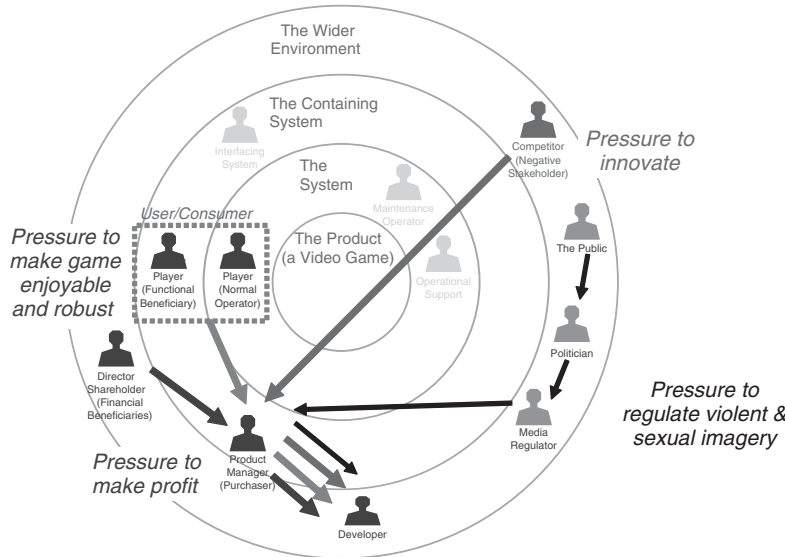 The Wider
Environment
The Containing
System
Interfacing
System
Competitor
(Negative
Stakeholder)
Pressure to
innovate
The
System
Maintenance
Operator
User/Consumer
The Product
(a Video Game)
The Public
Pressure to
make game
enjoyable
and robust
Player
(Functional
Beneficiary)
Player
(Normal
Operator)
Operational
Support
Politician
Director
Shareholder
(Financial
Beneficiaries)
Pressure to
regulate violent &
sexual imagery
Media
Regulator
Pressure to
make profit
Product
Manager
(Purchaser)
Developer